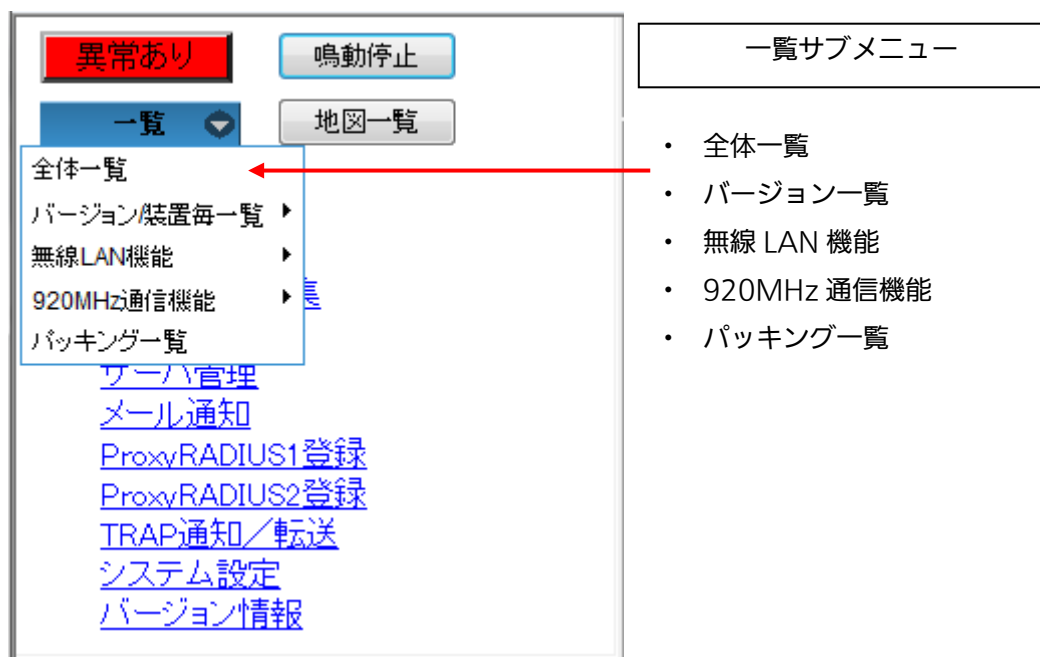 異常あり
鳴動停止
一覧
地図一覧
全体一覧
バージョン/装置毎一覧
無線LAN機能
920MHz通信機能
パッキング一覧
サーバ管理
メール通知
ProxyRADIUS1登録
ProxyRADIUS2登録
TRAP通知／転送
システム設定
バージョン情報
一覧サブメニュー
・ 全体一覧
・ バージョン一覧
・ 無線 LAN 機能
・ 920MHz 通信機能
・ パッキング一覧